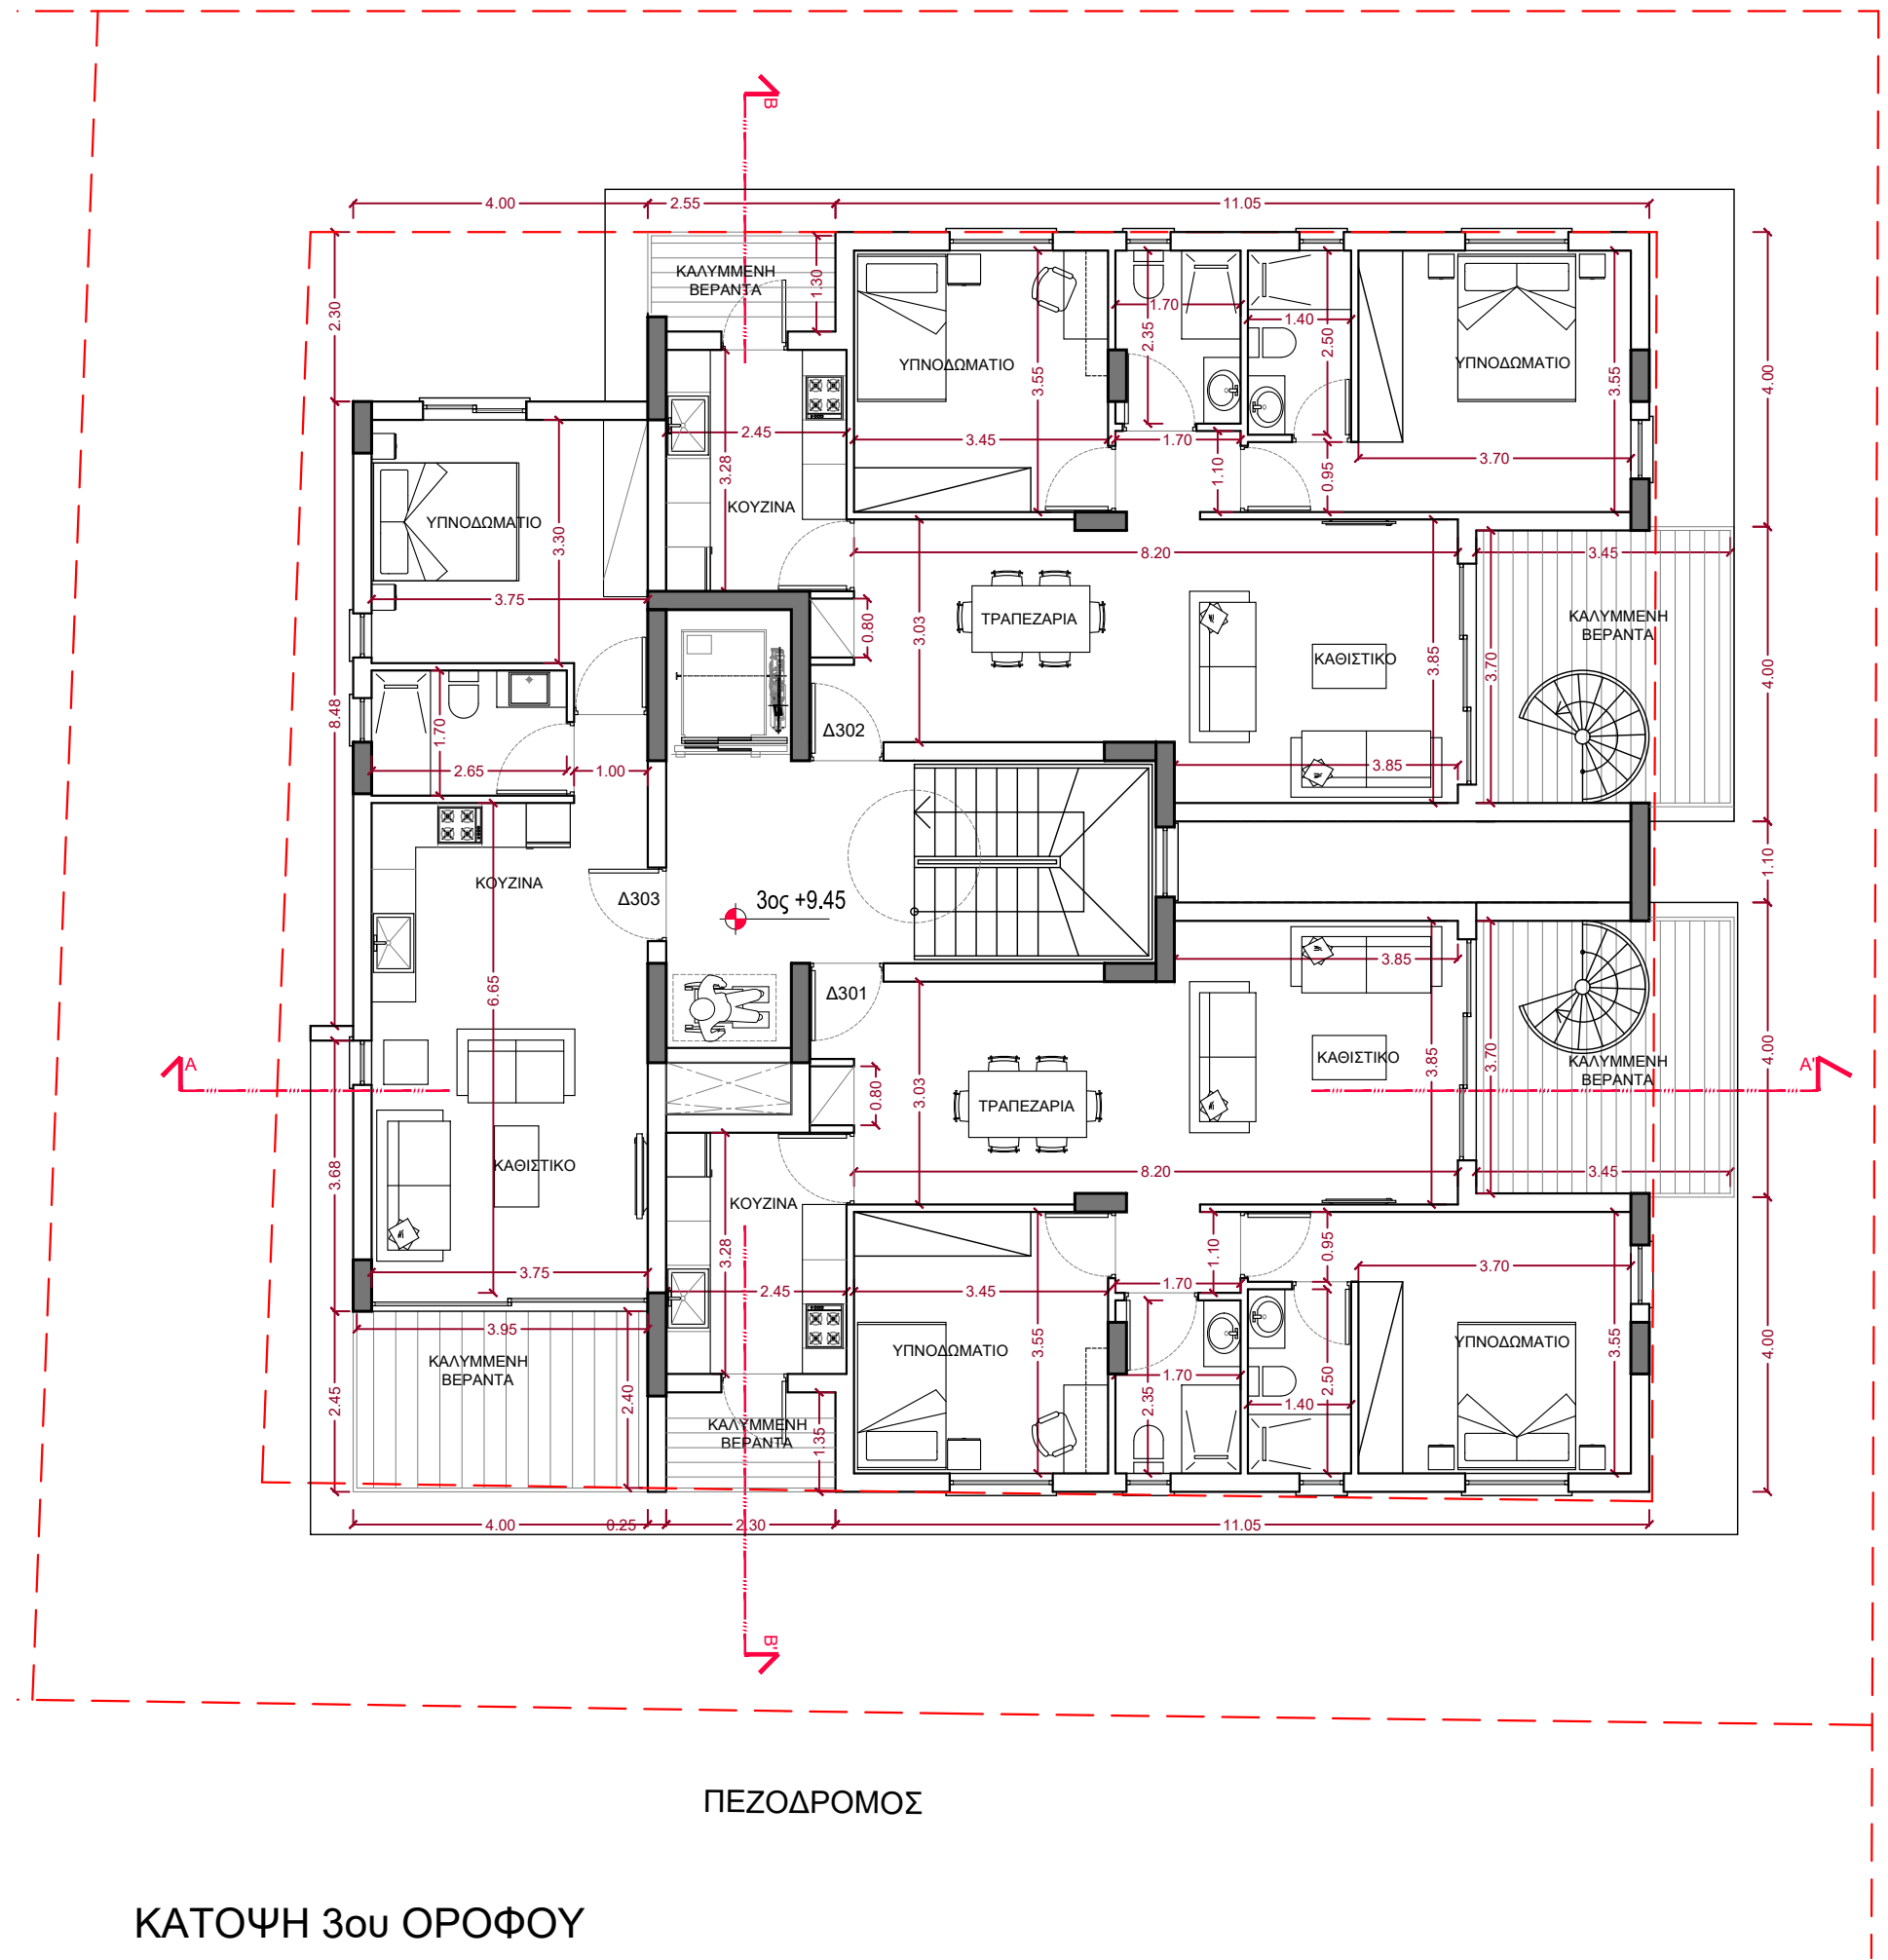 B
4.00
2.55
11.05
ΚΑΛΥΜΜΕΝΗ
ΒΕΡΑΝΤΑ
1.30
2.30
1.70
2.35
1.40
2.50
4.00
ΥΠΝΟΔΩΜΑΤΙΟ
3.55
ΥΠΝΟΔΩΜΑΤΙΟ
3.55
2.45
3.45
1.70
3.28
1.10
0.95
3.70
ΚΟΥΖΙΝΑ
ΥΠΝΟΔΩΜΑΤΙΟ
3.30
8.20
3.45
3.75
0.80
3.03
ΤΡΑΠΕΖΑΡΙΑ
ΚΑΘΙΣΤΙΚΟ
3.85
3.70
ΚΑΛΥΜΜΕΝΗ
ΒΕΡΑΝΤΑ
4.00
8.48
1.70
2.65
1.00
Δ302
3.85
ΚΟΥΖΙΝΑ
Δ303
3ος +9.45
1.10
6.65
Δ301
3.85
3.03
ΚΑΘΙΣΤΙΚΟ
3.85
3.70
ΚΑΛΥΜΜΕΝΗ
ΒΕΡΑΝΤΑ
4.00
A
A'
0.80
ΤΡΑΠΕΖΑΡΙΑ
3.68
ΚΑΘΙΣΤΙΚΟ
8.20
3.45
ΚΟΥΖΙΝΑ
3.28
1.10
0.95
3.75
2.45
3.45
1.70
3.70
3.95
ΚΑΛΥΜΜΕΝΗ
ΒΕΡΑΝΤΑ
ΥΠΝΟΔΩΜΑΤΙΟ
3.55
ΥΠΝΟΔΩΜΑΤΙΟ
3.55
4.00
2.45
2.40
1.70
2.35
1.40
2.50
ΚΑΛΥΜΜΕΝΗ
ΒΕΡΑΝΤΑ
1.35
4.00
0.25
2.30
11.05
B'
ΠΕΖΟΔΡΟΜΟΣ
ΚΑΤΟΨΗ 3ου ΟΡΟΦΟΥ